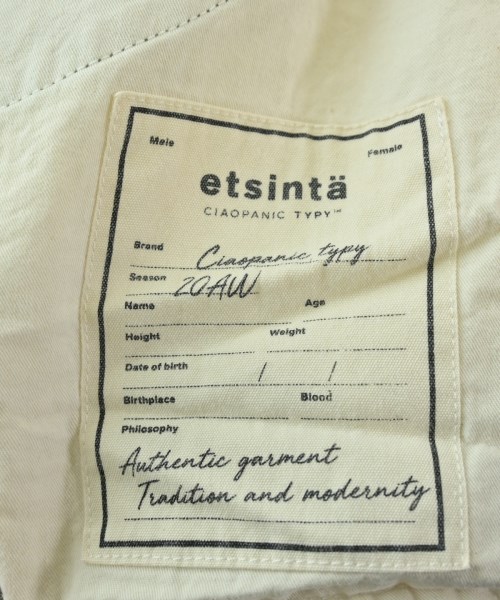 Male Female
etsintä
CIAOPANIC TYPY™
Brand Ciaopanic typy
Season 20AW
Name Age
Height Weight
Date of birth / /
Birthplace Blood
Philosophy
Authentic garment
Tradition and modernity